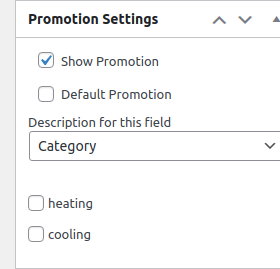 Promotion Settings
Show Promotion
Default Promotion
Description for this field
Category
heating
cooling